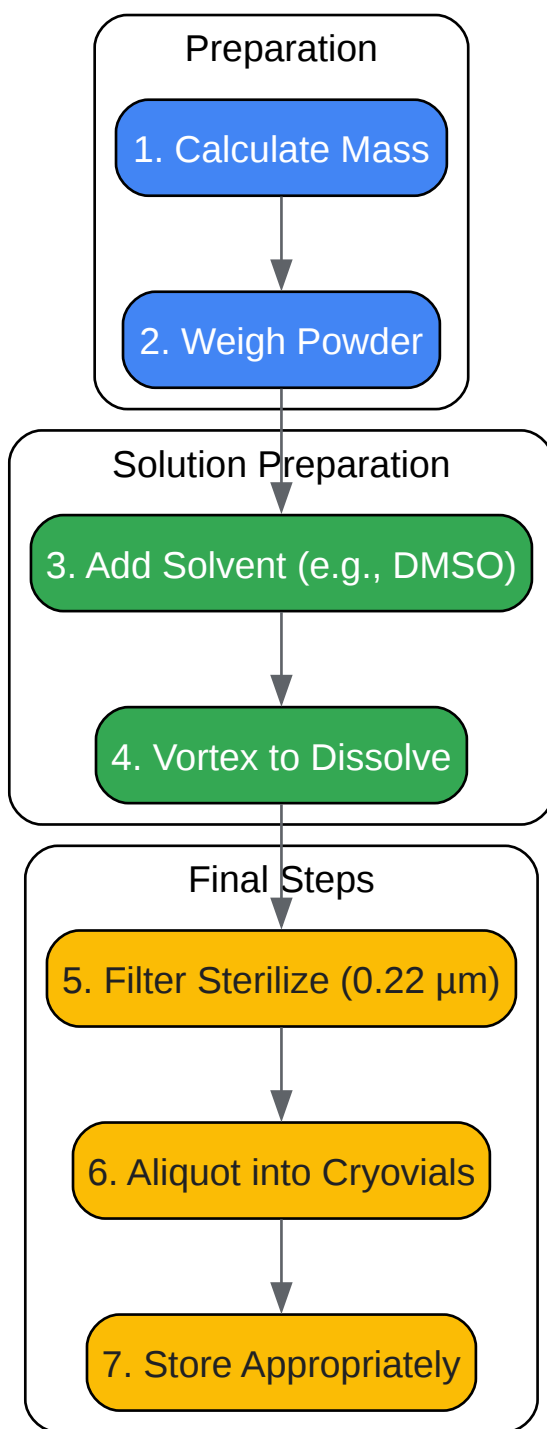 Preparation
1. Calculate Mass
2. Weigh Powder
Solution Preparation
3. Add Solvent (e.g., DMSO)
4. Vortex to Dissolve
Final Steps
5. Filter Sterilize (0.22 µm)
6. Aliquot into Cryovials
7. Store Appropriately